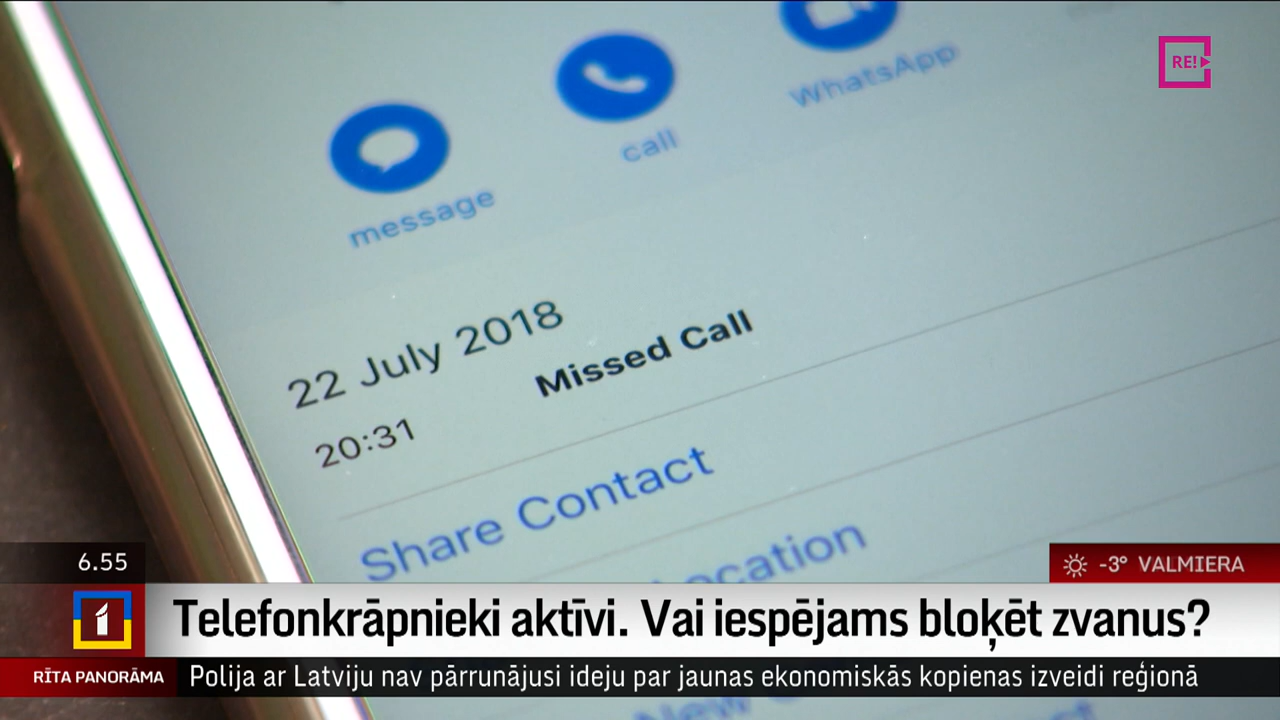 RE!
WhatsApp
call
message
22 July 2018
20:31 Missed Call
Share Contact
Location
6.55
-3° VALMIERA
1
Telefonkrāpnieki aktīvi. Vai iespējams bloķēt zvanus?
RĪTA PANORĀMA
Polija ar Latviju nav pārrunājusi ideju par jaunas ekonomiskās kopienas izveidi reģionā